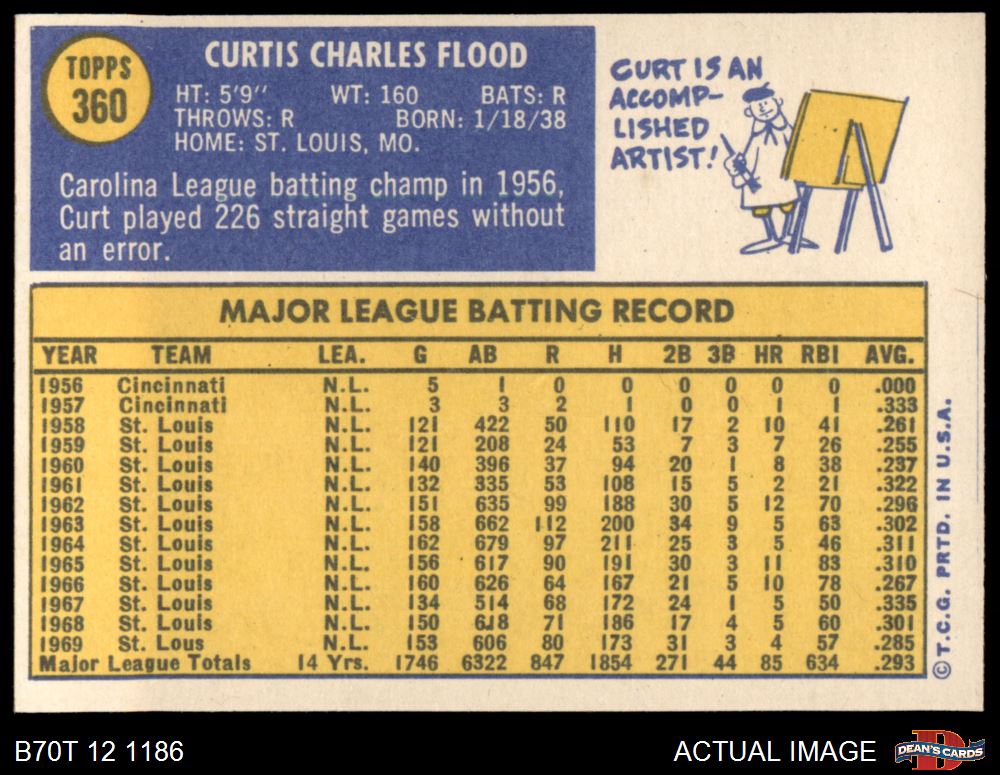 TOPPS
360
CURTIS CHARLES FLOOD
HT: 5'9" WT: 160 BATS: R
THROWS: R BORN: 1/18/38
HOME: ST. LOUIS, MO.
Carolina League batting champ in 1956,
Curt played 226 straight games without
an error.
CURT IS AN
ACCOMP-
LISHED
ARTIST!
MAJOR LEAGUE BATTING RECORD
YEAR TEAM LEA. G AB R H 2B 3B HR RBI AVG.
1956 Cincinnati N.L. 5 1 0 0 0 0 0 0 .000
1957 Cincinnati N.L. 3 3 2 1 0 0 1 1 .333
1958 St. Louis N.L. 121 422 50 110 17 2 10 41 .261
1959 St. Louis N.L. 121 208 24 53 7 3 7 26 .255
1960 St. Louis N.L. 140 396 37 94 20 1 8 38 .237
1961 St. Louis N.L. 132 335 53 108 15 5 2 21 .322
1962 St. Louis N.L. 151 635 99 188 30 5 12 70 .296
1963 St. Louis N.L. 158 662 112 200 34 9 5 63 .302
1964 St. Louis N.L. 162 679 97 211 25 3 5 46 .311
1965 St. Louis N.L. 156 617 90 191 30 3 11 83 .310
1966 St. Louis N.L. 160 626 64 167 21 5 10 78 .267
1967 St. Louis N.L. 134 514 68 172 24 1 5 50 .335
1968 St. Louis N.L. 150 618 71 186 17 4 5 60 .301
1969 St. Lous N.L. 153 606 80 173 31 3 4 57 .285
Major League Totals 14 Yrs. 1746 6322 847 1854 271 44 85 634 .293
© T.C.G. PRTD. IN U.S.A.
B70T 12 1186
ACTUAL IMAGE
DEAN'S CARDS